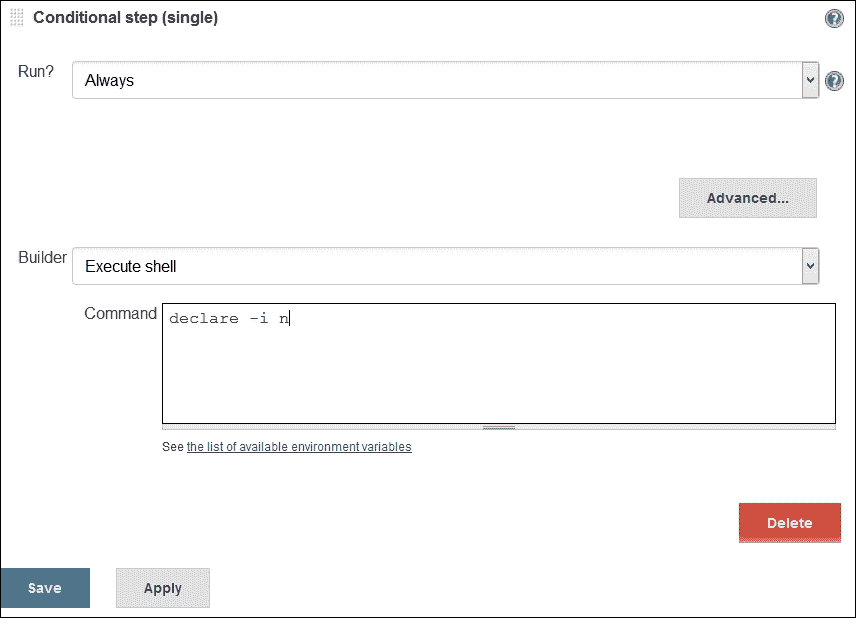 Conditional step (single)
Run? Always
Advanced...
Builder Execute shell
Command declare -i n
See the list of available environment variables
Delete
Save Apply